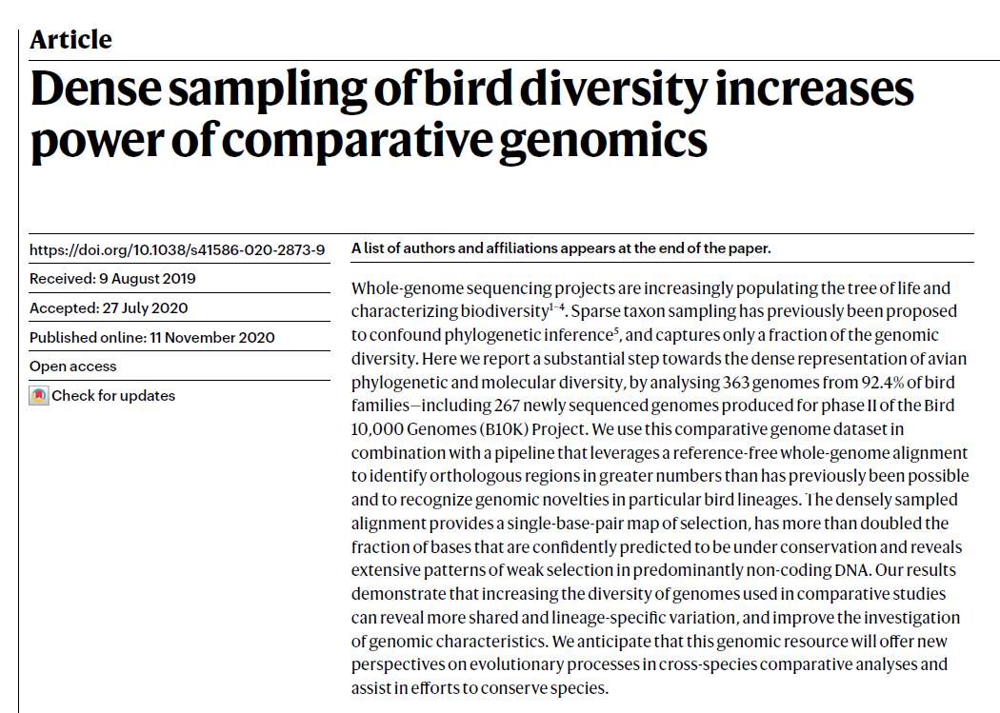 Article
Dense sampling of bird diversity increases
power of comparative genomics
https://doi.org/10.1038/s41586-020-2873-9
Received: 9 August 2019
Accepted: 27 July 2020
Published online: 11 November 2020
Open access
Check for updates
A list of authors and affiliations appears at the end of the paper.
Whole-genome sequencing projects are increasingly populating the tree of life and
characterizing biodiversity1–4. Sparse taxon sampling has previously been proposed
to confound phylogenetic inference5, and captures only a fraction of the genomic
diversity. Here we report a substantial step towards the dense representation of avian
phylogenetic and molecular diversity, by analysing 363 genomes from 92.4% of bird
families—including 267 newly sequenced genomes produced for phase II of the Bird
10,000 Genomes (B10K) Project. We use this comparative genome dataset in
combination with a pipeline that leverages a reference-free whole-genome alignment
to identify orthologous regions in greater numbers than has previously been possible
and to recognize genomic novelties in particular bird lineages. The densely sampled
alignment provides a single-base-pair map of selection, has more than doubled the
fraction of bases that are confidently predicted to be under conservation and reveals
extensive patterns of weak selection in predominantly non-coding DNA. Our results
demonstrate that increasing the diversity of genomes used in comparative studies
can reveal more shared and lineage-specific variation, and improve the investigation
of genomic characteristics. We anticipate that this genomic resource will offer new
perspectives on evolutionary processes in cross-species comparative analyses and
assist in efforts to conserve species.